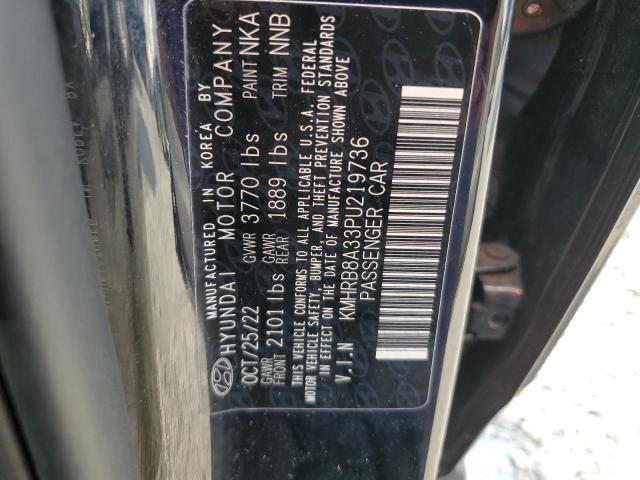 MANUFACTURED IN KOREA BY
HYUNDAI MOTOR COMPANY
OCT/25/22 GVWR 3770 lbs PAINT NKA
GAWR FRONT 2101 lbs GAWR REAR 1889 lbs TRIM NNB
THIS VEHICLE CONFORMS TO ALL APPLICABLE U.S.A. FEDERAL
MOTOR VEHICLE SAFETY, BUMPER, AND THEFT PREVENTION STANDARDS
IN EFFECT ON THE DATE OF MANUFACTURE SHOWN ABOVE
V.I.N KMHRB8A33PU219736
PASSENGER CAR